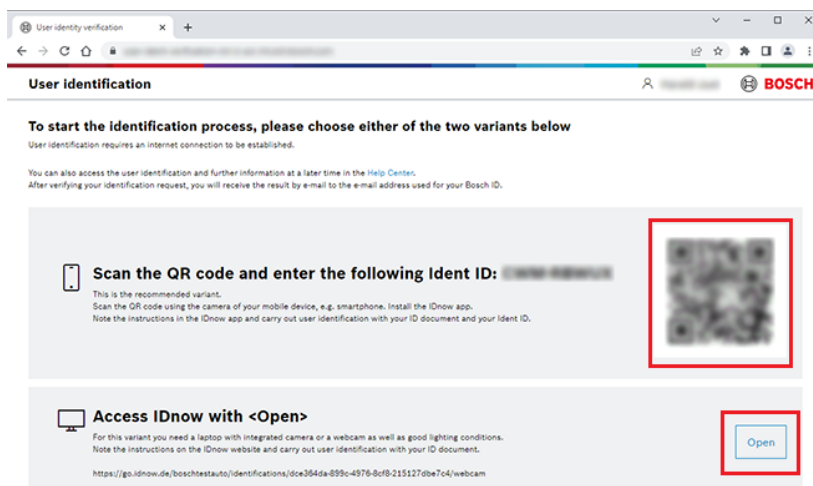 User identity verification
User identification
BOSCH
To start the identification process, please choose either of the two variants below
User identification requires an internet connection to be established.
You can also access the user identification and further information at a later time in the Help Center.
After verifying your identification request, you will receive the result by e-mail to the e-mail address used for your Bosch ID.
Scan the QR code and enter the following Ident ID:
This is the recommended variant.
Scan the QR code using the camera of your mobile device, e.g. smartphone. Install the IDnow app.
Note the instructions in the IDnow app and carry out user identification with your ID document and your Ident ID.
Access IDnow with <Open>
For this variant you need a laptop with integrated camera or a webcam as well as good lighting conditions.
Note the instructions on the IDnow website and carry out user identification with your ID document.
Open
https://go.idnow.de/boschtestauto/identifications/dce364da-899c-4976-8cf8-215127dbe7c4/webcam